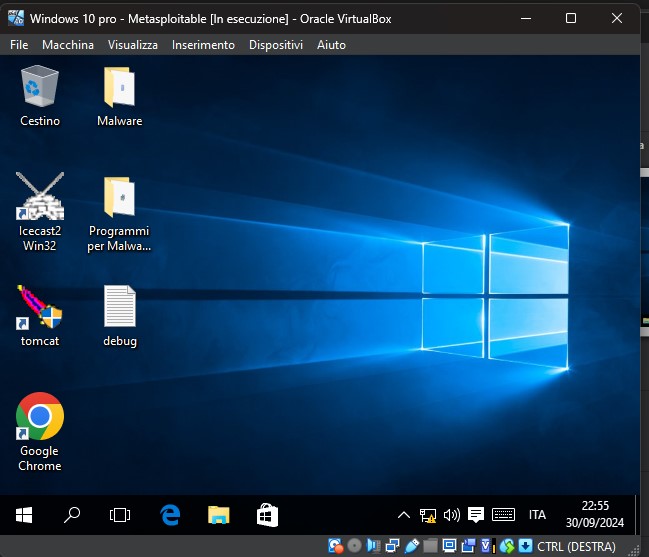 Windows 10 pro - Metasploitable [In esecuzione] - Oracle VirtualBox
File Macchina Visualizza Inserimento Dispositivi Aiuto
Cestino
Malware
Icecast2
Win32
Programmi
per Malwa...
tomcat
debug
Google
Chrome
ITA
22:55
30/09/2024
CTRL (DESTRA)